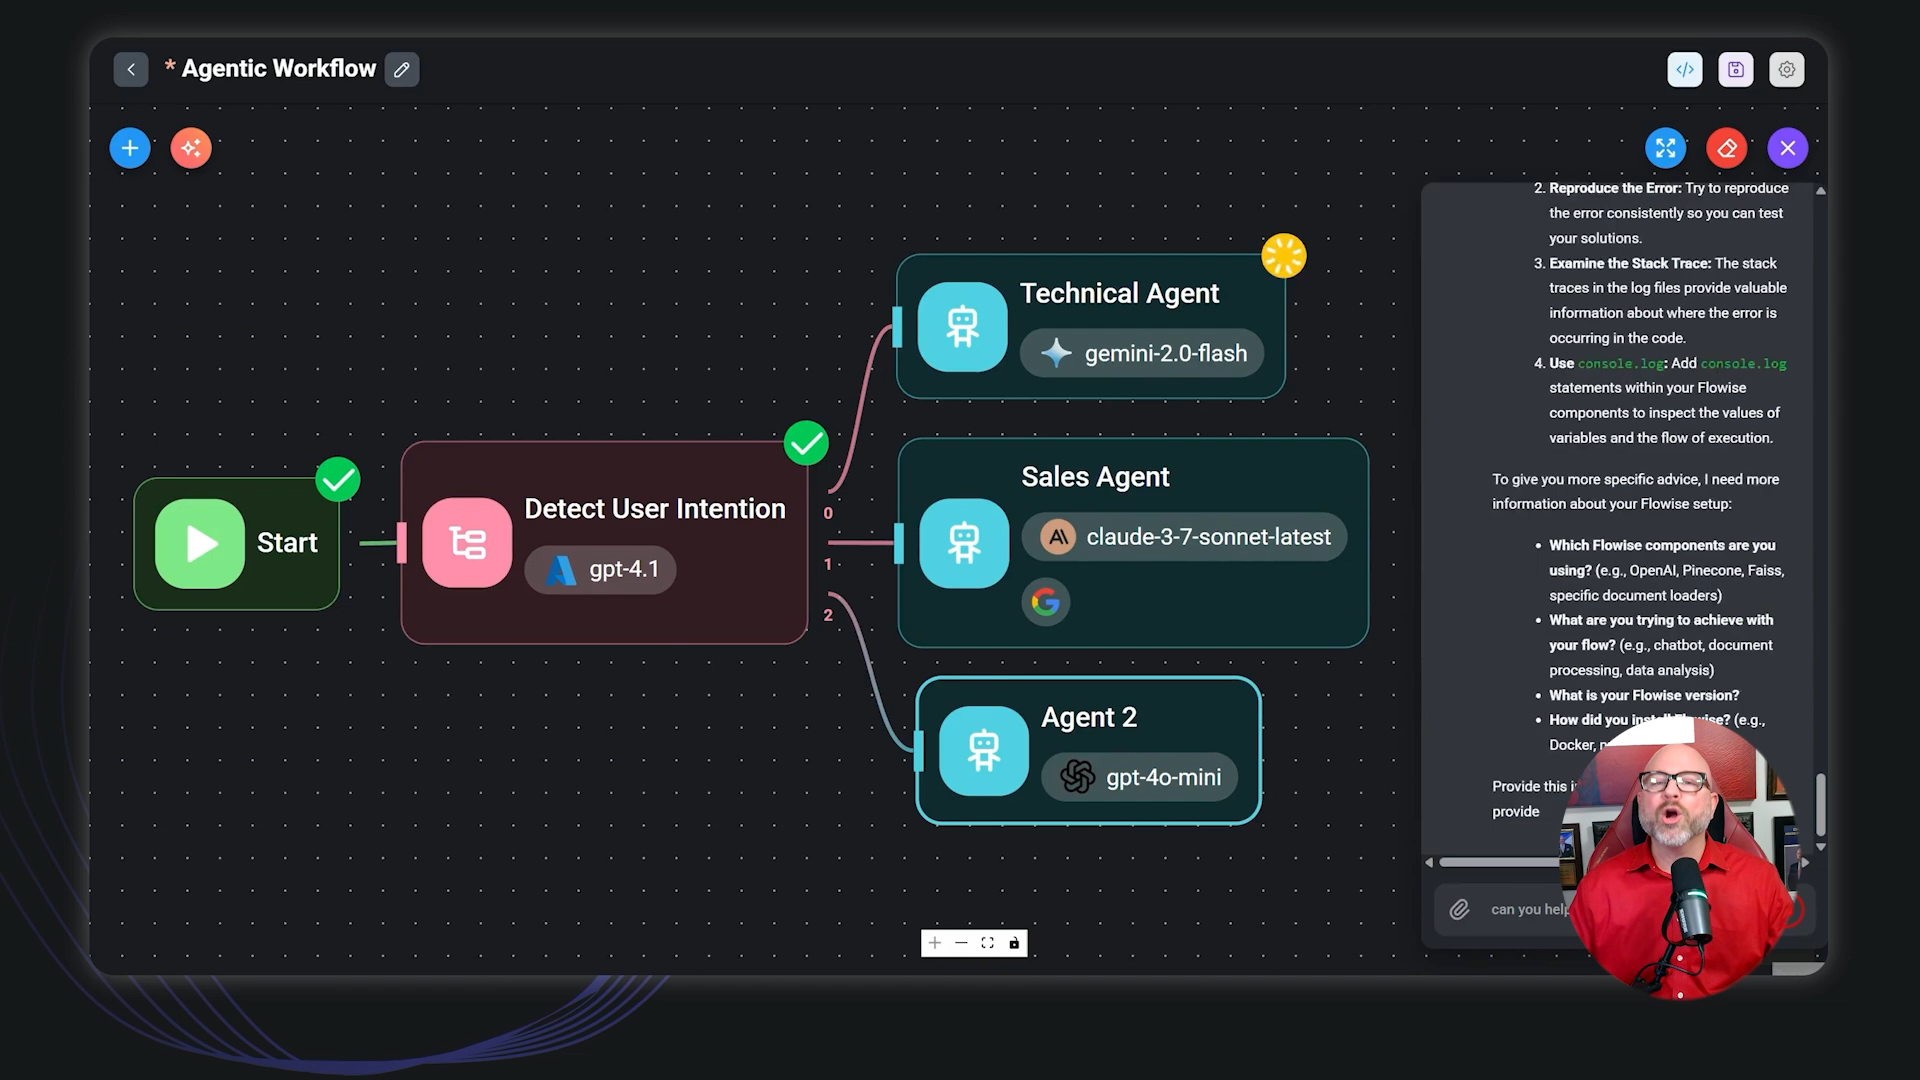 * Agentic Workflow
</>
2. Reproduce the Error: Try to reproduce
the error consistently so you can test
your solutions.
3. Examine the Stack Trace: The stack
traces in the log files provide valuable
information about where the error is
occurring in the code.
4. Use console.log: Add console.log
statements within your Flowise
components to inspect the values of
variables and the flow of execution.
To give you more specific advice, I need more
information about your Flowise setup:
• Which Flowise components are you
using? (e.g., OpenAI, Pinecone, Faiss,
specific document loaders)
• What are you trying to achieve with
your flow? (e.g., chatbot, document
processing, data analysis)
• What is your Flowise version?
• How did you install Flowise? (e.g.,
Docker,
Provide this
provide
can you help
Technical Agent
gemini-2.0-flash
Sales Agent
claude-3-7-sonnet-latest
Start
Detect User Intention
gpt-4.1
0
1
2
Agent 2
gpt-4o-mini